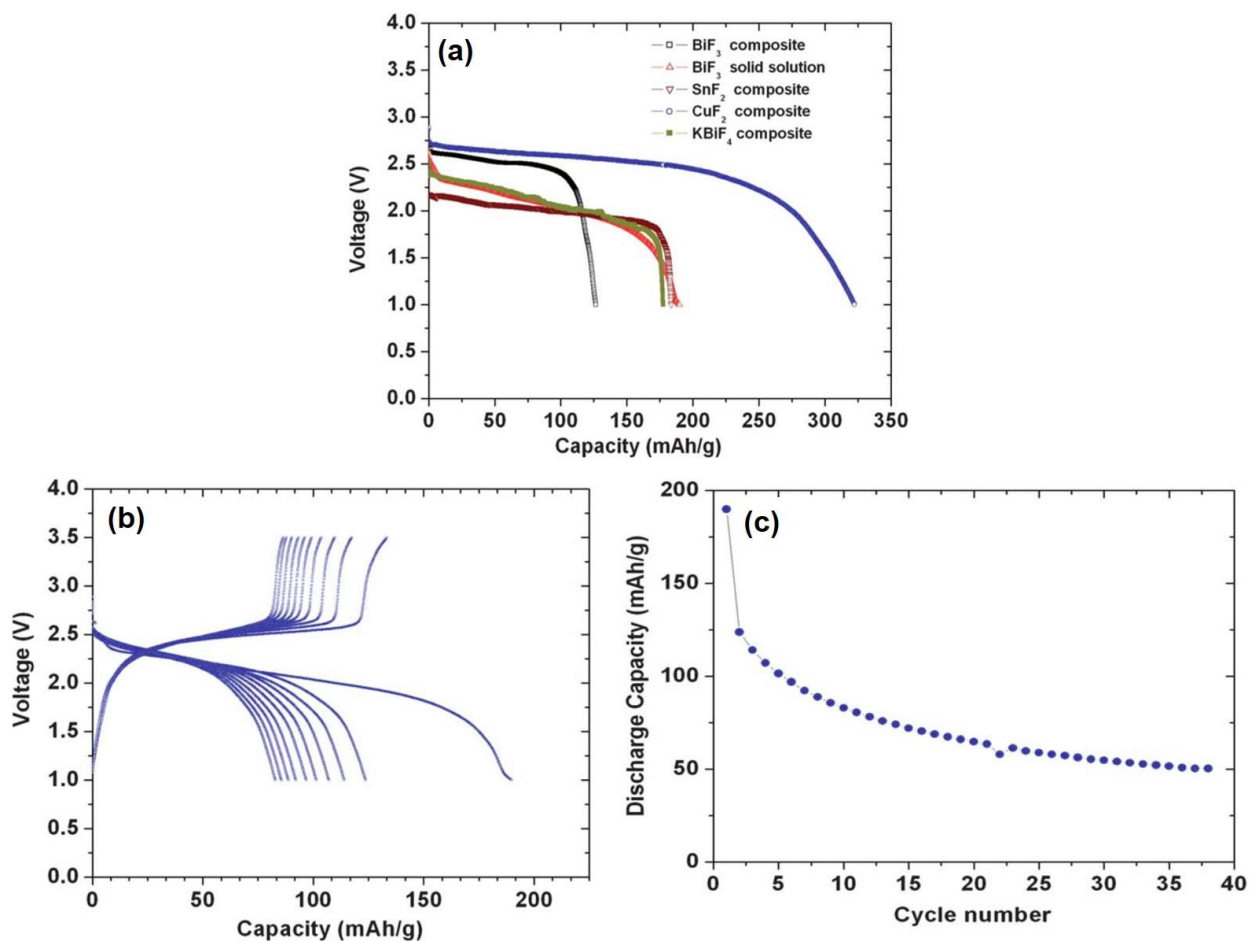 (a)
4.0
3.5
3.0
2.5
2.0
1.5
1.0
0.5
0.0
Voltage (V)
BiF₃ composite
BiF₃ solid solution
SnF₂ composite
CuF₂ composite
KBiF₄ composite
0 50 100 150 200 250 300 350
Capacity (mAh/g)
(b)
4.0
3.5
3.0
2.5
2.0
1.5
1.0
0.5
0.0
Voltage (V)
0 50 100 150 200
Capacity (mAh/g)
(c)
200
150
100
50
0
Discharge Capacity (mAh/g)
0 5 10 15 20 25 30 35 40
Cycle number